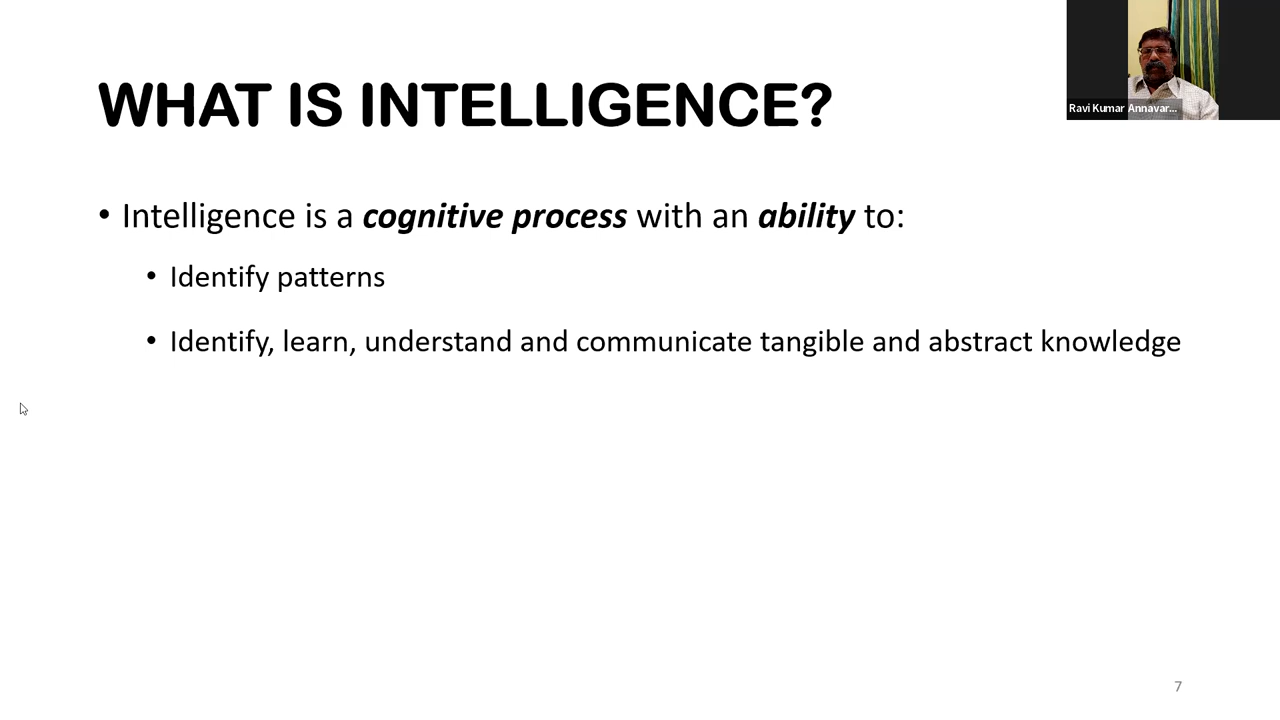 WHAT IS INTELLIGENCE?
Ravi Kumar Annavar...
• Intelligence is a cognitive process with an ability to:
• Identify patterns
• Identify, learn, understand and communicate tangible and abstract knowledge
7